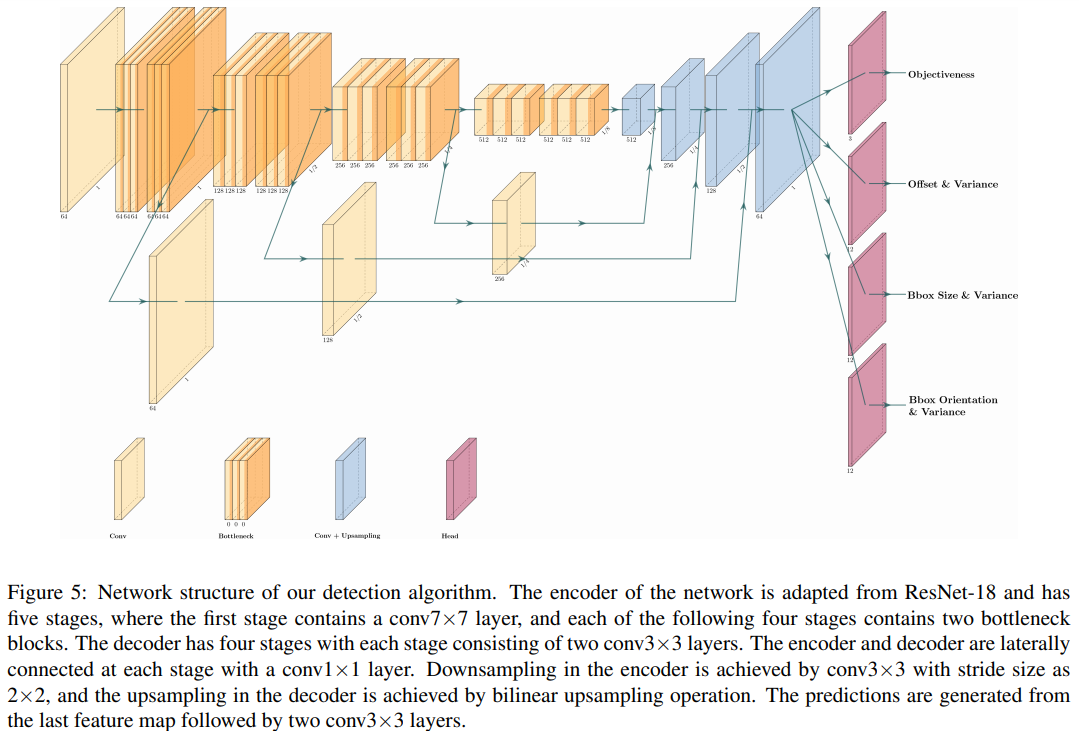 Objectiveness
3
1
1
1
1/2
1/4
1/8
1/8
1/4
1/2
1
64
64 64 64
64 64 64
128 128 128
128 128 128
256 256 256
256 256 256
512 512 512
512 512 512
512
256
128
64
Offset & Variance
12
256
1/4
128
1/2
64
1
Bbox Size & Variance
12
Bbox Orientation
& Variance
12
0 0 0
Conv
Bottleneck
Conv + Upsampling
Head
Figure 5: Network structure of our detection algorithm. The encoder of the network is adapted from ResNet-18 and has
five stages, where the first stage contains a conv7×7 layer, and each of the following four stages contains two bottleneck
blocks. The decoder has four stages with each stage consisting of two conv3×3 layers. The encoder and decoder are laterally
connected at each stage with a conv1×1 layer. Downsampling in the encoder is achieved by conv3×3 with stride size as
2×2, and the upsampling in the decoder is achieved by bilinear upsampling operation. The predictions are generated from
the last feature map followed by two conv3×3 layers.